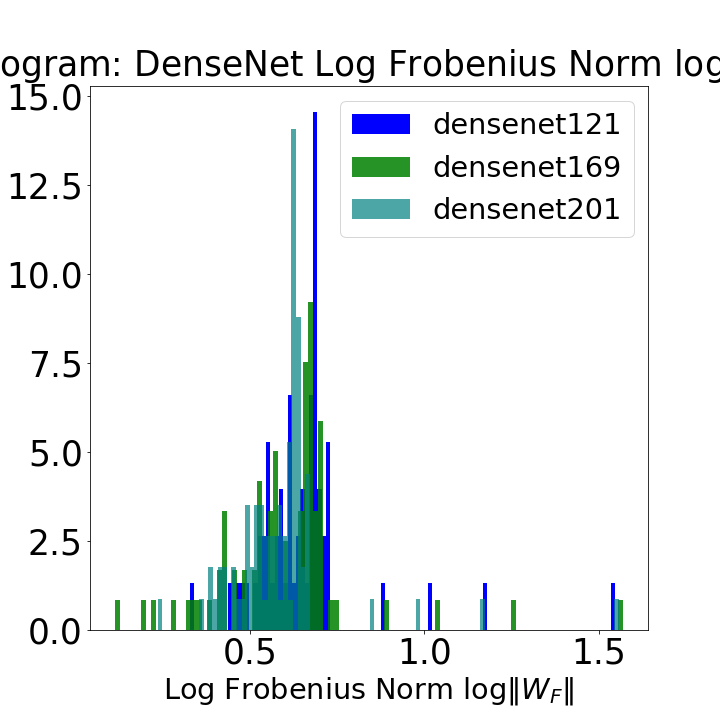 ogram: DenseNet Log Frobenius Norm log
15.0
12.5
10.0
7.5
5.0
2.5
0.0
densenet121
densenet169
densenet201
0.5 1.0 1.5
Log Frobenius Norm log‖W_F‖